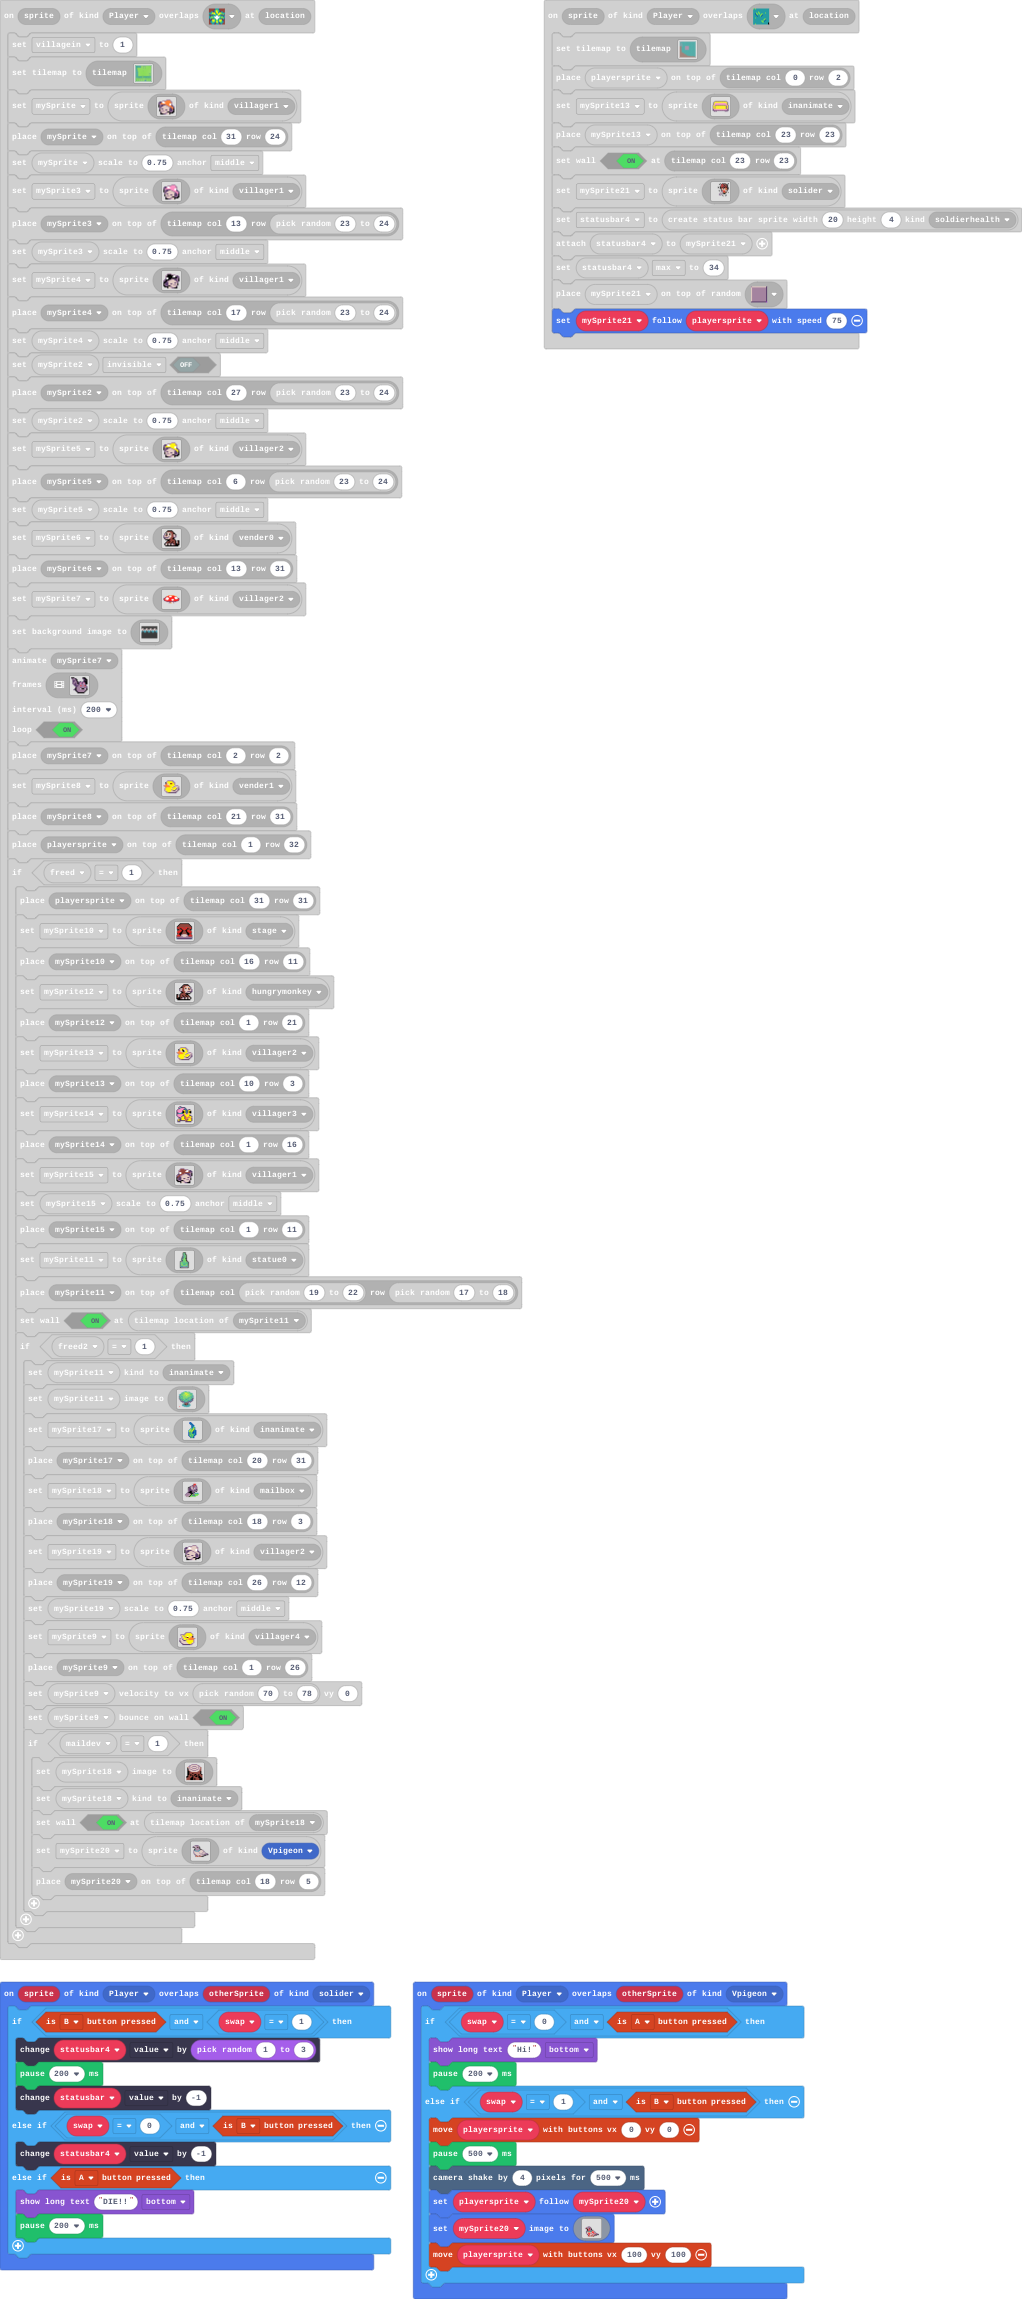 on sprite of kind Player overlaps at location
set villagein to 1
set tilemap to tilemap
set mySprite to sprite of kind villager1
place mySprite on top of tilemap col 31 row 24
set mySprite scale to 0.75 anchor middle
set mySprite3 to sprite of kind villager1
place mySprite3 on top of tilemap col 13 row pick random 23 to 24
set mySprite3 scale to 0.75 anchor middle
set mySprite4 to sprite of kind villager1
place mySprite4 on top of tilemap col 17 row pick random 23 to 24
set mySprite4 scale to 0.75 anchor middle
set mySprite2 invisible OFF
place mySprite2 on top of tilemap col 27 row pick random 23 to 24
set mySprite2 scale to 0.75 anchor middle
set mySprite5 to sprite of kind villager2
place mySprite5 on top of tilemap col 6 row pick random 23 to 24
set mySprite5 scale to 0.75 anchor middle
set mySprite6 to sprite of kind vender0
place mySprite6 on top of tilemap col 13 row 31
set mySprite7 to sprite of kind villager2
set background image to
animate mySprite7
frames
interval (ms) 200
loop ON
place mySprite7 on top of tilemap col 2 row 2
set mySprite8 to sprite of kind vender1
place mySprite8 on top of tilemap col 21 row 31
place playersprite on top of tilemap col 1 row 32
if freed = 1 then
place playersprite on top of tilemap col 31 row 31
set mySprite10 to sprite of kind stage
place mySprite10 on top of tilemap col 16 row 11
set mySprite12 to sprite of kind hungrymonkey
place mySprite12 on top of tilemap col 1 row 21
set mySprite13 to sprite of kind villager2
place mySprite13 on top of tilemap col 10 row 3
set mySprite14 to sprite of kind villager3
place mySprite14 on top of tilemap col 1 row 16
set mySprite15 to sprite of kind villager1
set mySprite15 scale to 0.75 anchor middle
place mySprite15 on top of tilemap col 1 row 11
set mySprite11 to sprite of kind statue0
place mySprite11 on top of tilemap col pick random 19 to 22 row pick random 17 to 18
set wall ON at tilemap location of mySprite11
if freed2 = 1 then
set mySprite11 kind to inanimate
set mySprite11 image to
set mySprite17 to sprite of kind inanimate
place mySprite17 on top of tilemap col 20 row 31
set mySprite18 to sprite of kind mailbox
place mySprite18 on top of tilemap col 18 row 3
set mySprite19 to sprite of kind villager2
place mySprite19 on top of tilemap col 26 row 12
set mySprite19 scale to 0.75 anchor middle
set mySprite9 to sprite of kind villager4
place mySprite9 on top of tilemap col 1 row 26
set mySprite9 velocity to vx pick random 70 to 78 vy 0
set mySprite9 bounce on wall ON
if maildev = 1 then
set mySprite18 image to
set mySprite18 kind to inanimate
set wall ON at tilemap location of mySprite18
set mySprite20 to sprite of kind Vpigeon
place mySprite20 on top of tilemap col 18 row 5
on sprite of kind Player overlaps at location
set tilemap to tilemap
place playersprite on top of tilemap col 0 row 2
set mySprite13 to sprite of kind inanimate
place mySprite13 on top of tilemap col 23 row 23
set wall ON at tilemap col 23 row 23
set mySprite21 to sprite of kind solider
set statusbar4 to create status bar sprite width 20 height 4 kind soldierhealth
attach statusbar4 to mySprite21
set statusbar4 max to 34
place mySprite21 on top of random
set mySprite21 follow playersprite with speed 75
on sprite of kind Player overlaps otherSprite of kind solider
if is B button pressed and swap = 1 then
change statusbar4 value by pick random 1 to 3
pause 200 ms
change statusbar value by -1
else if swap = 0 and is B button pressed then
change statusbar4 value by -1
else if is A button pressed then
show long text "DIE!!" bottom
pause 200 ms
on sprite of kind Player overlaps otherSprite of kind Vpigeon
if swap = 0 and is A button pressed then
show long text "Hi!" bottom
pause 200 ms
else if swap = 1 and is B button pressed then
move playersprite with buttons vx 0 vy 0
pause 500 ms
camera shake by 4 pixels for 500 ms
set playersprite follow mySprite20
set mySprite20 image to
move playersprite with buttons vx 100 vy 100